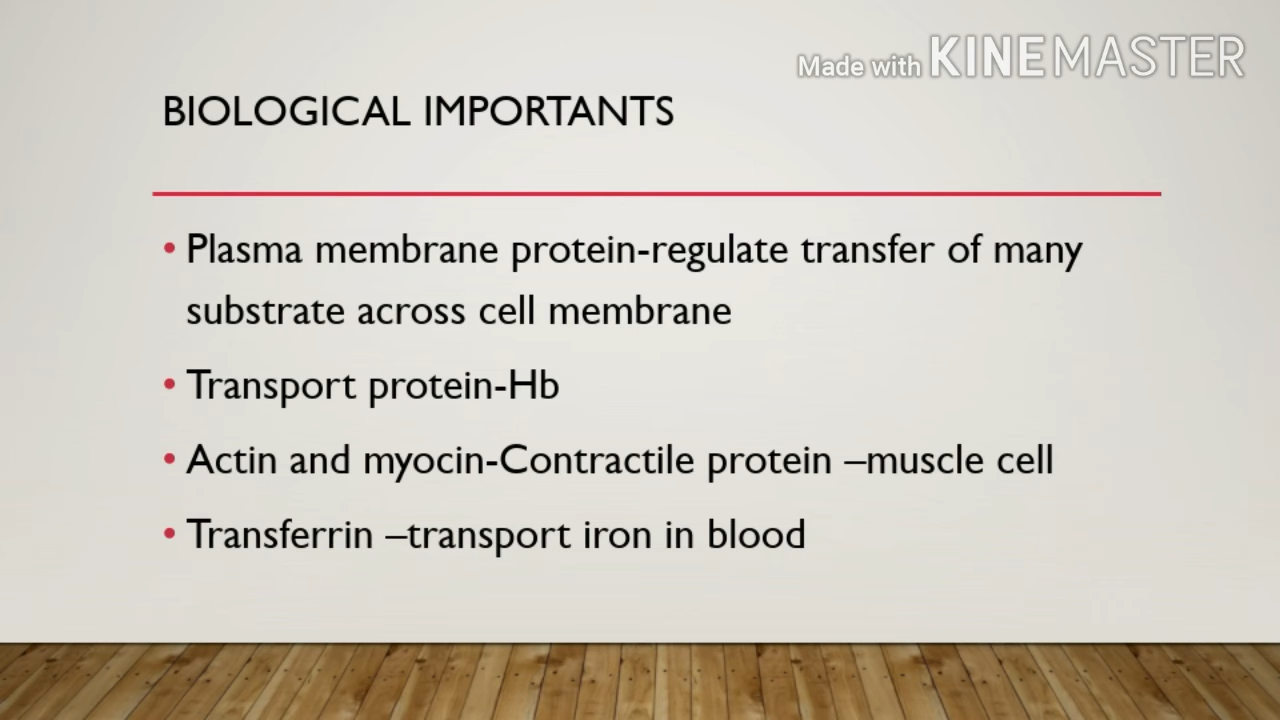 Made with KINEMASTER
BIOLOGICAL IMPORTANTS
• Plasma membrane protein-regulate transfer of many
substrate across cell membrane
• Transport protein-Hb
• Actin and myocin-Contractile protein –muscle cell
• Transferrin –transport iron in blood